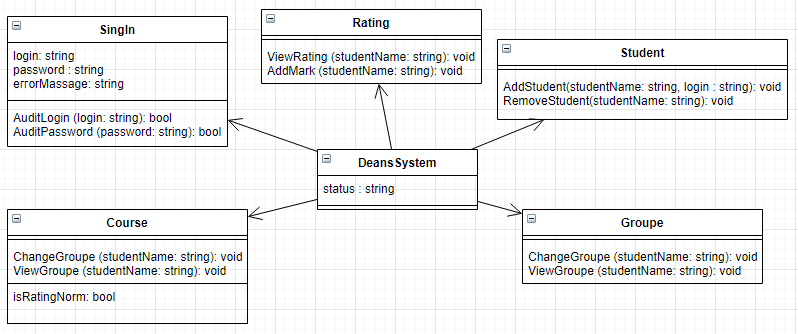 SingIn
login: string
password : string
errorMassage: string
AuditLogin (login: string): bool
AuditPassword (password: string): bool
Rating
ViewRating (studentName: string): void
AddMark (studentName: string): void
Student
AddStudent(studentName: string, login : string): void
RemoveStudent(studentName: string): void
DeansSystem
status : string
Course
ChangeGroupe (studentName: string): void
ViewGroupe (studentName: string): void
isRatingNorm: bool
Groupe
ChangeGroupe (studentName: string): void
ViewGroupe (studentName: string): void